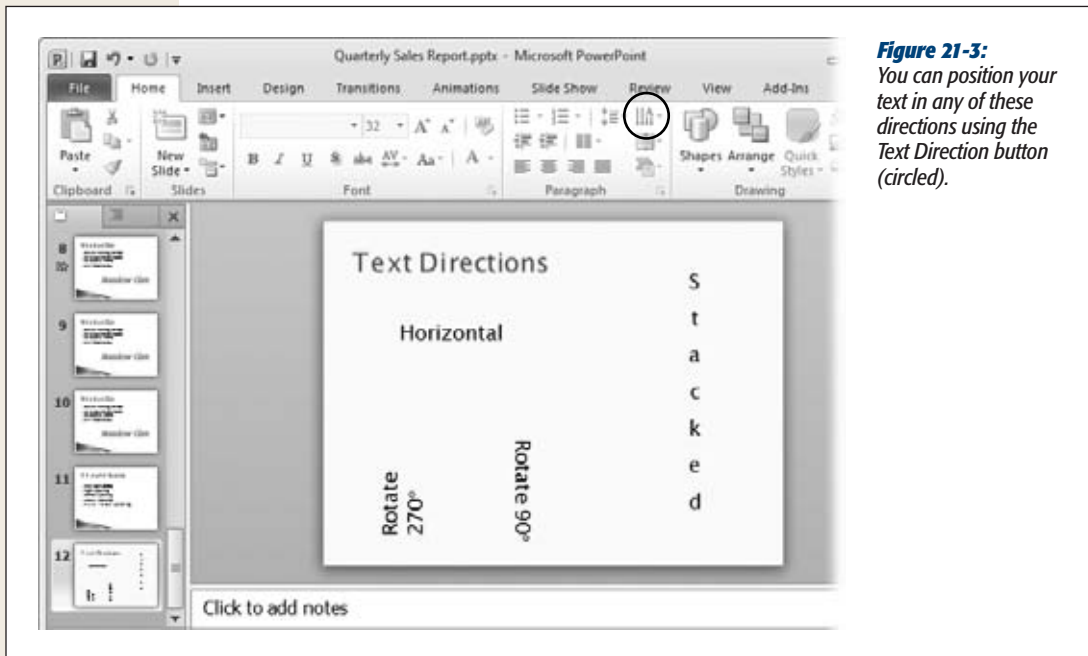 Quarterly Sales Report.pptx - Microsoft PowerPoint
File Home Insert Design Transitions Animations Slide Show Review View Add-Ins
32
Paste
New Slide
B I U S abc AV Aa A
Shapes Arrange Quick Styles
Clipboard Slides Font Paragraph Drawing
8
9
10
11
12
Text Directions
Horizontal
Rotate
270°
Rotate 90°
S
t
a
c
k
e
d
Click to add notes
Figure 21-3:
You can position your
text in any of these
directions using the
Text Direction button
(circled).